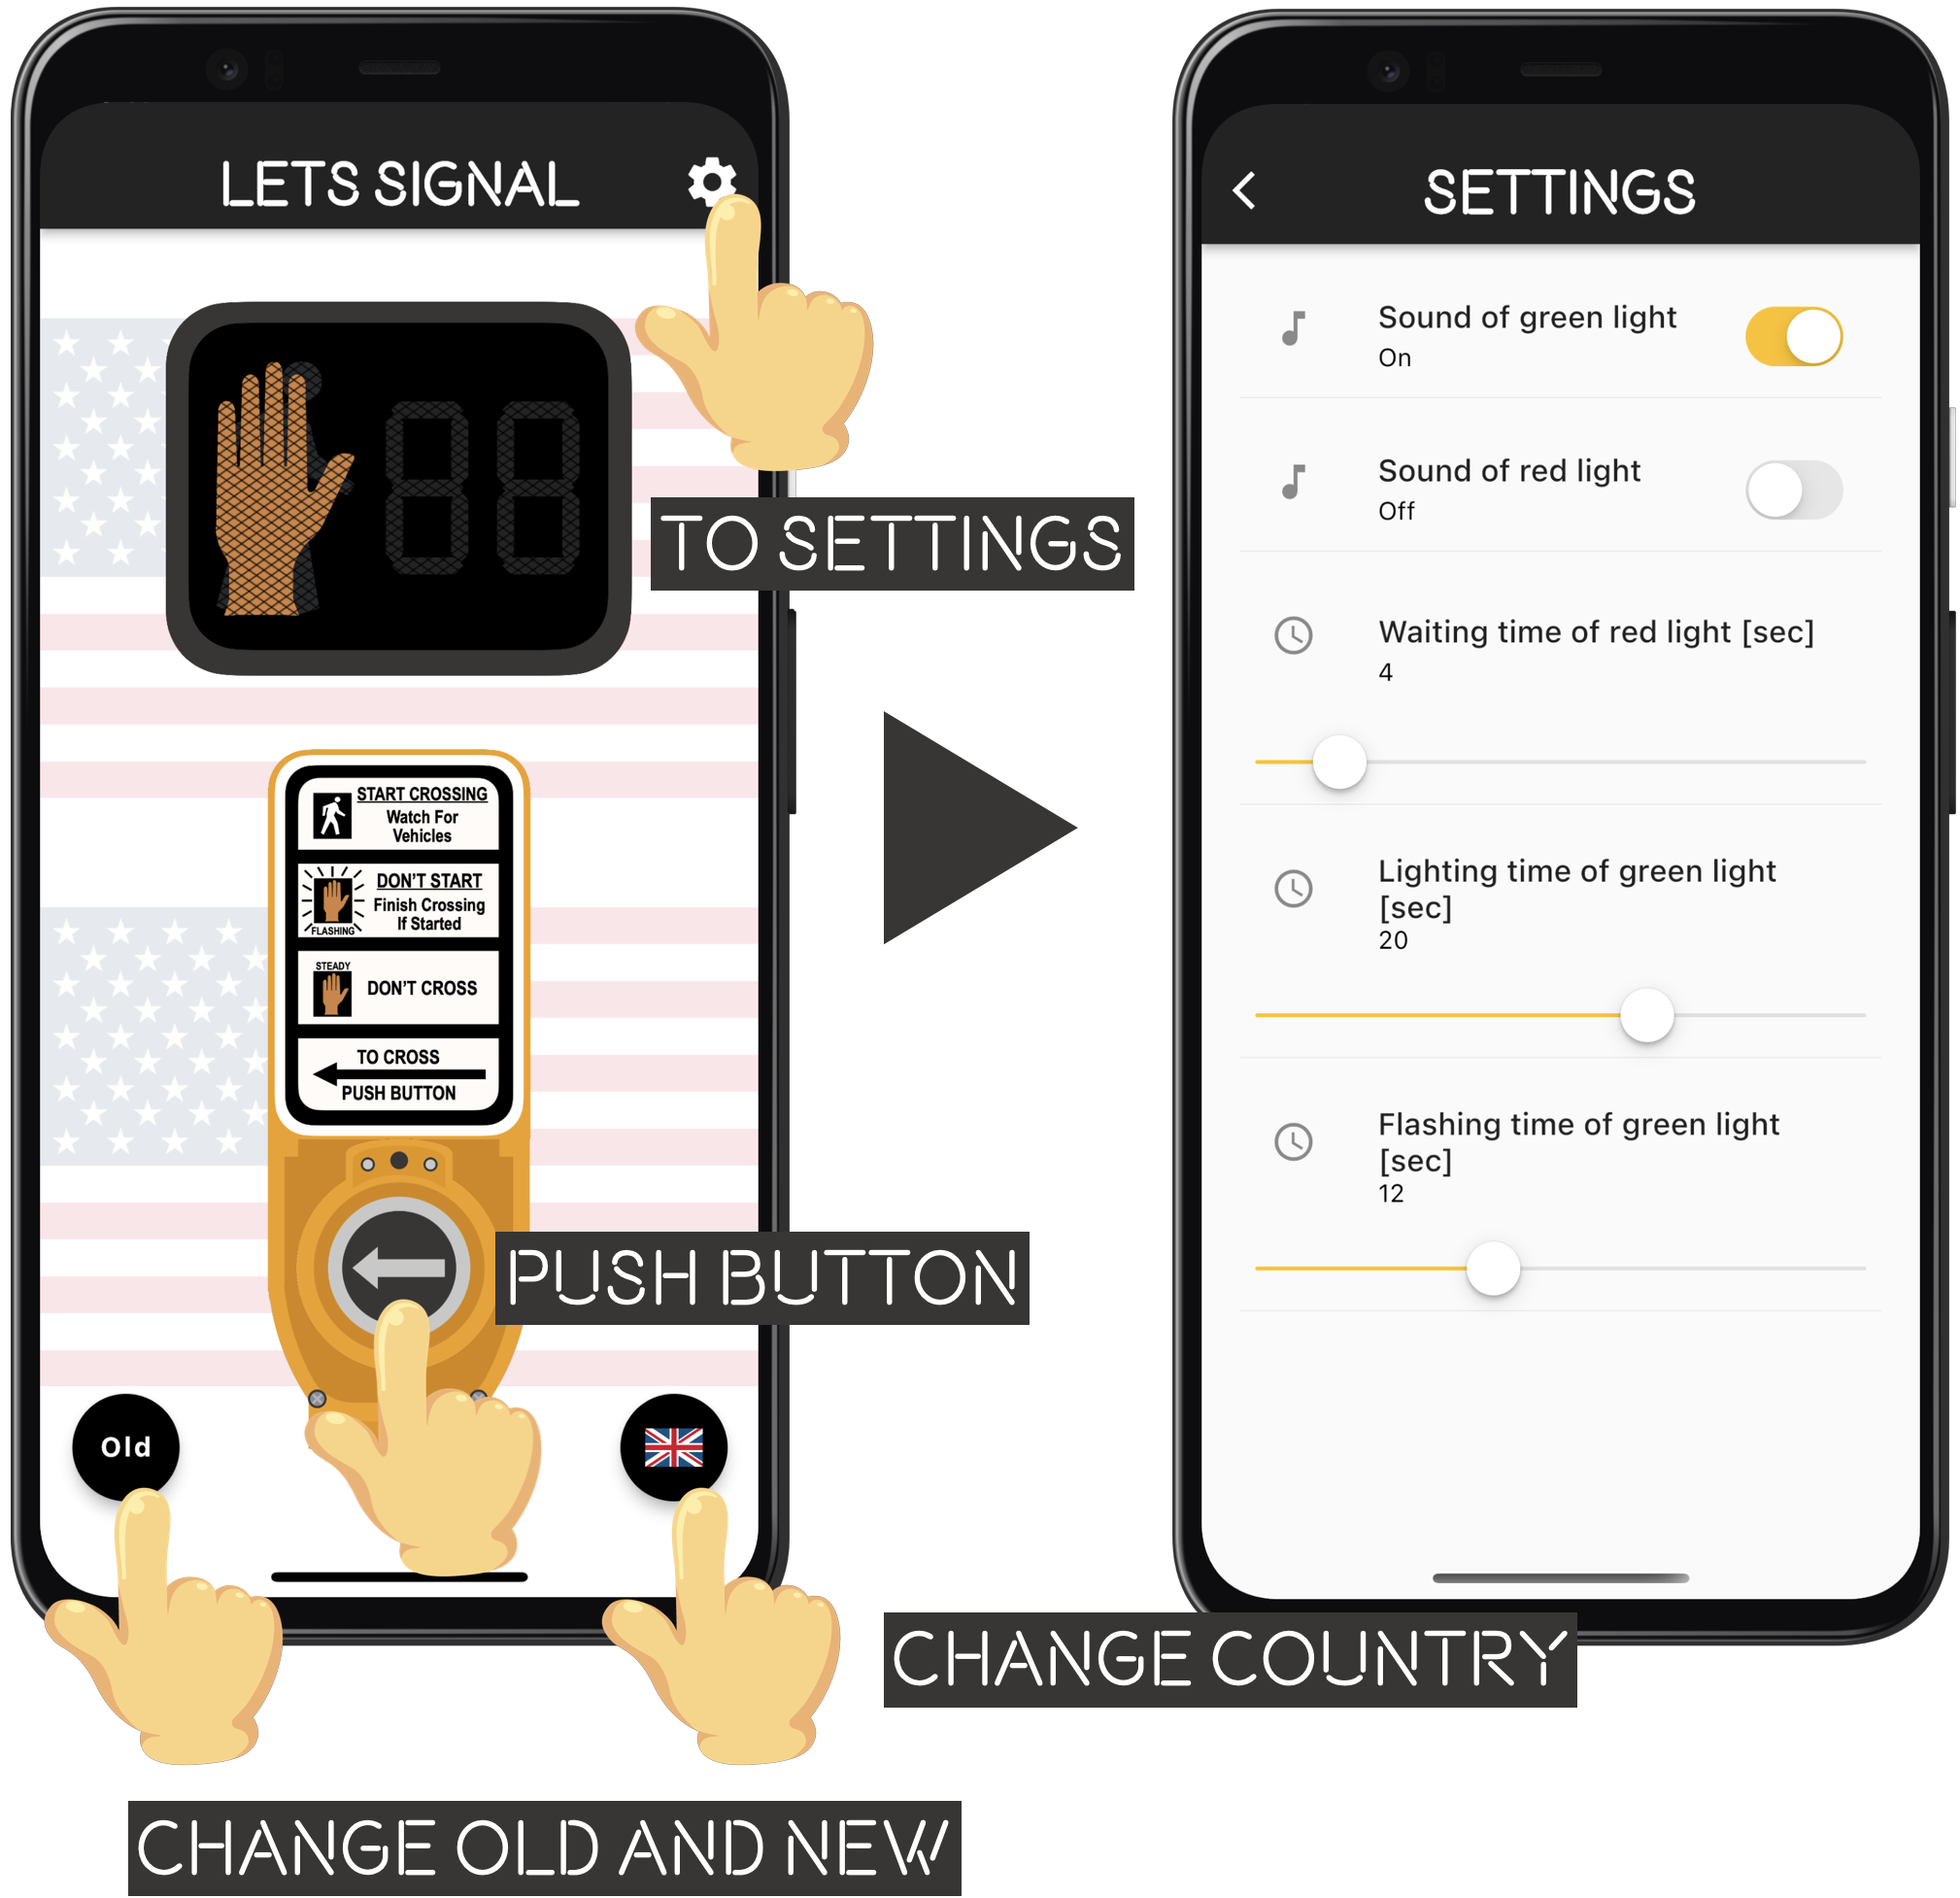 LETS SIGNAL
88
TO SETTINGS
START CROSSING
Watch For
Vehicles
DON'T START
Finish Crossing
If Started
FLASHING
STEADY
DON'T CROSS
TO CROSS
PUSH BUTTON
PUSH BUTTON
Old
CHANGE OLD AND NEW
CHANGE COUNTRY
SETTINGS
Sound of green light
On
Sound of red light
Off
Waiting time of red light [sec]
4
Lighting time of green light
[sec]
20
Flashing time of green light
[sec]
12